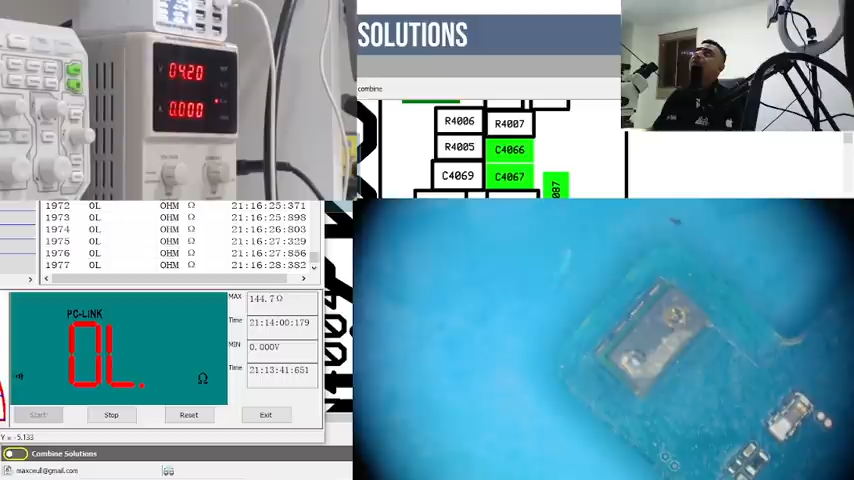 V 04.20
A 0.000
SOLUTIONS
combine
R4006
R4007
R4005
C4066
C4069
C4067
087
1972 OL OHM Ω 21:16:25:371
1973 OL OHM Ω 21:16:25:898
1974 OL OHM Ω 21:16:26:803
1975 OL OHM Ω 21:16:27:329
1976 OL OHM Ω 21:16:27:856
1977 OL OHM Ω 21:16:28:382
PC-LINK
OL.
Ω
MAX 144.7Ω
Time 21:14:00:179
MIN 0.000V
Time 21:13:41:651
Start
Stop
Reset
Exit
Y = -5.133
Combine Solutions